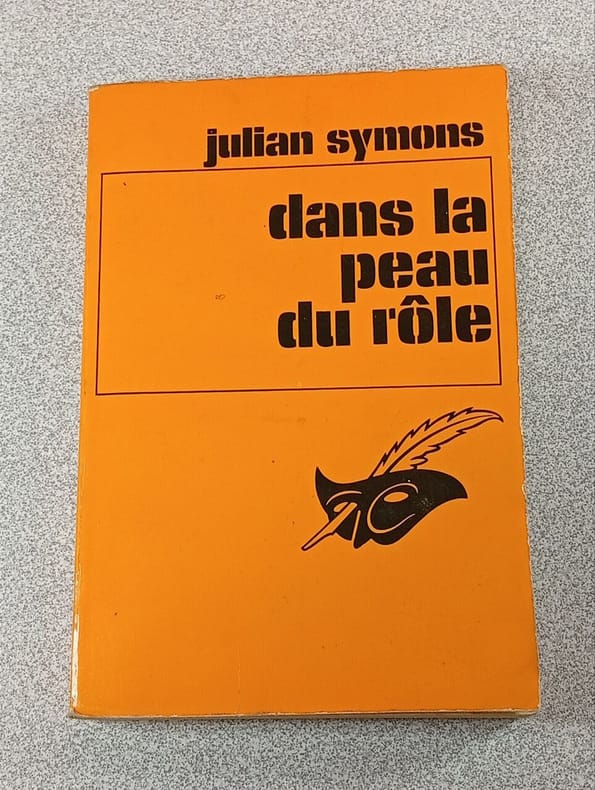 julian symons
dans la
peau
du rôle